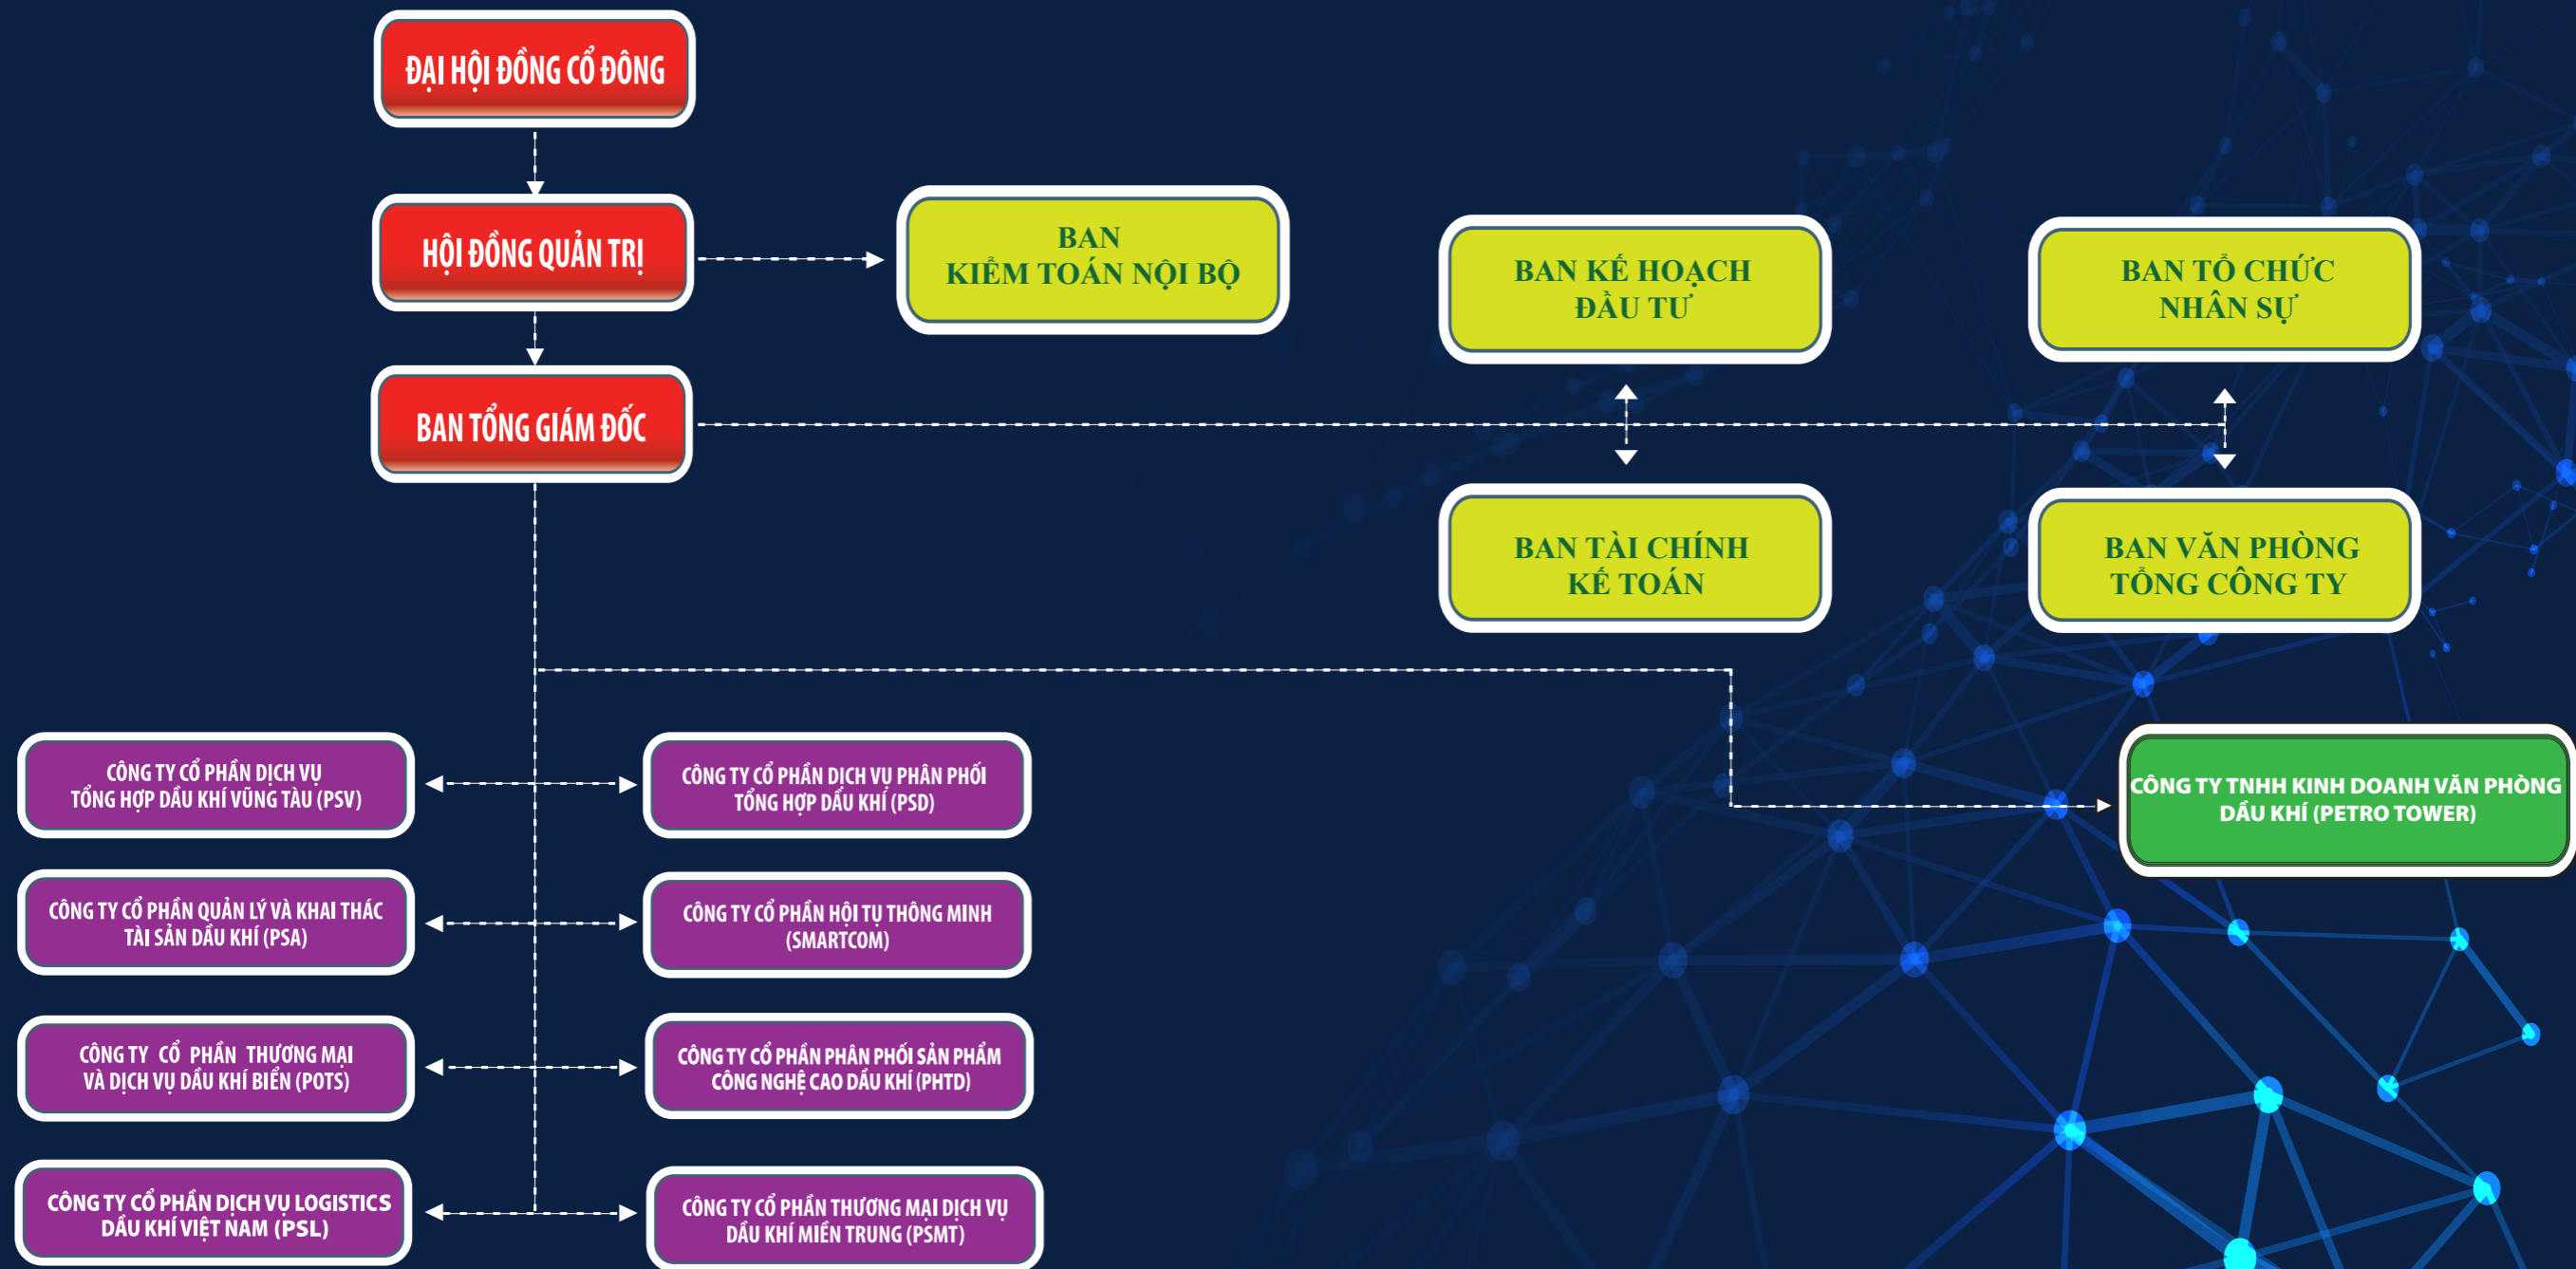 ĐẠI HỘI ĐỒNG CỔ ĐÔNG
HỘI ĐỒNG QUẢN TRỊ
BAN
KIỂM TOÁN NỘI BỘ
BAN KẾ HOẠCH
ĐẦU TƯ
BAN TỔ CHỨC
NHÂN SỰ
BAN TỔNG GIÁM ĐỐC
BAN TÀI CHÍNH
KẾ TOÁN
BAN VĂN PHÒNG
TỔNG CÔNG TY
CÔNG TY CỔ PHẦN DỊCH VỤ
TỔNG HỢP DẦU KHÍ VŨNG TÀU (PSV)
CÔNG TY CỔ PHẦN DỊCH VỤ PHÂN PHỐI
TỔNG HỢP DẦU KHÍ (PSD)
CÔNG TY TNHH KINH DOANH VĂN PHÒNG
DẦU KHÍ (PETRO TOWER)
CÔNG TY CỔ PHẦN QUẢN LÝ VÀ KHAI THÁC
TÀI SẢN DẦU KHÍ (PSA)
CÔNG TY CỔ PHẦN HỘI TỤ THÔNG MINH
(SMARTCOM)
CÔNG TY CỔ PHẦN THƯƠNG MẠI
VÀ DỊCH VỤ DẦU KHÍ BIỂN (POTS)
CÔNG TY CỔ PHẦN PHÂN PHỐI SẢN PHẨM
CÔNG NGHỆ CAO DẦU KHÍ (PHTD)
CÔNG TY CỔ PHẦN DỊCH VỤ LOGISTICS
DẦU KHÍ VIỆT NAM (PSL)
CÔNG TY CỔ PHẦN THƯƠNG MẠI DỊCH VỤ
DẦU KHÍ MIỀN TRUNG (PSMT)